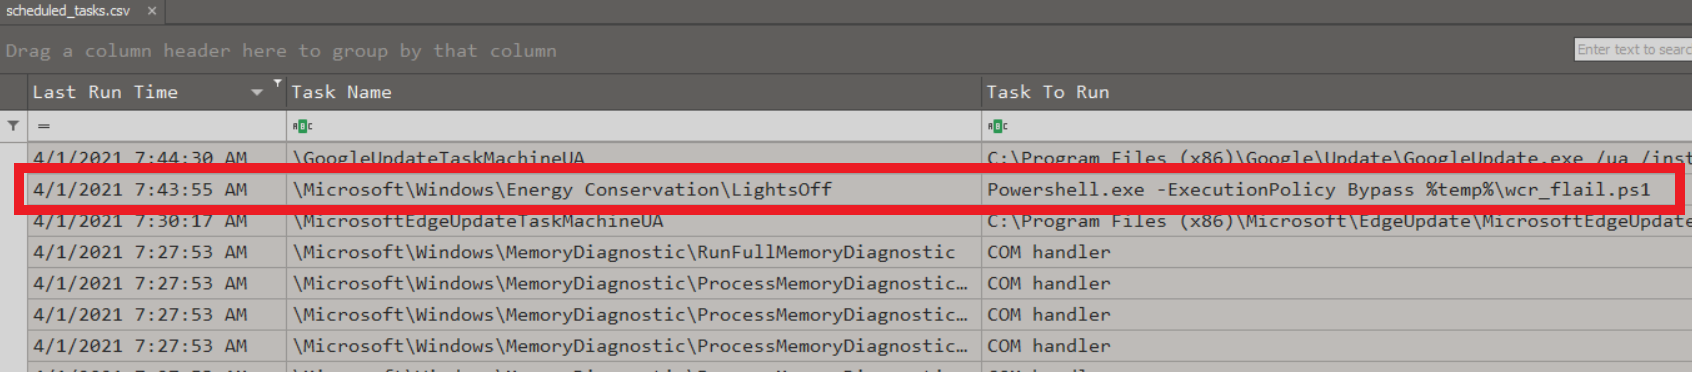 scheduled_tasks.csv ×
Drag a column header here to group by that column
Enter text to searc
Last Run Time Task Name Task To Run
=
4/1/2021 7:44:30 AM \GoogleUpdateTaskMachineUA C:\Program Files (x86)\Google\Update\GoogleUpdate.exe /ua /inst
4/1/2021 7:43:55 AM \Microsoft\Windows\Energy Conservation\LightsOff Powershell.exe -ExecutionPolicy Bypass %temp%\wcr_flail.ps1
4/1/2021 7:30:17 AM \MicrosoftEdgeUpdateTaskMachineUA C:\Program Files (x86)\Microsoft\EdgeUpdate\MicrosoftEdgeUpdate
4/1/2021 7:27:53 AM \Microsoft\Windows\MemoryDiagnostic\RunFullMemoryDiagnostic COM handler
4/1/2021 7:27:53 AM \Microsoft\Windows\MemoryDiagnostic\ProcessMemoryDiagnostic… COM handler
4/1/2021 7:27:53 AM \Microsoft\Windows\MemoryDiagnostic\ProcessMemoryDiagnostic… COM handler
4/1/2021 7:27:53 AM \Microsoft\Windows\MemoryDiagnostic\ProcessMemoryDiagnostic… COM handler